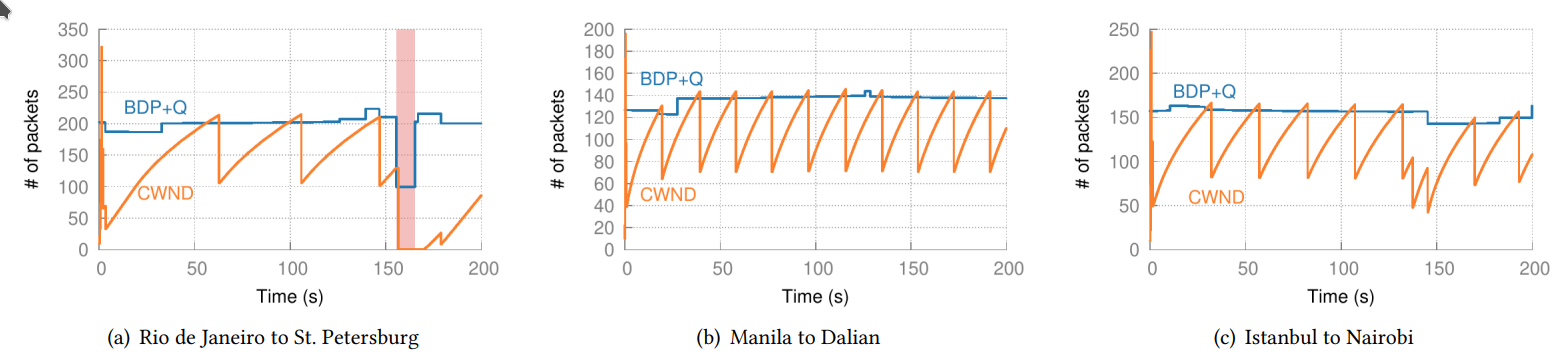 350
300
250
200
150
100
50
0
# of packets
BDP+Q
CWND
0 50 100 150 200
Time (s)
(a) Rio de Janeiro to St. Petersburg
200
180
160
140
120
100
80
60
40
20
0
# of packets
BDP+Q
CWND
0 50 100 150 200
Time (s)
(b) Manila to Dalian
250
200
150
100
50
0
# of packets
BDP+Q
CWND
0 50 100 150 200
Time (s)
(c) Istanbul to Nairobi